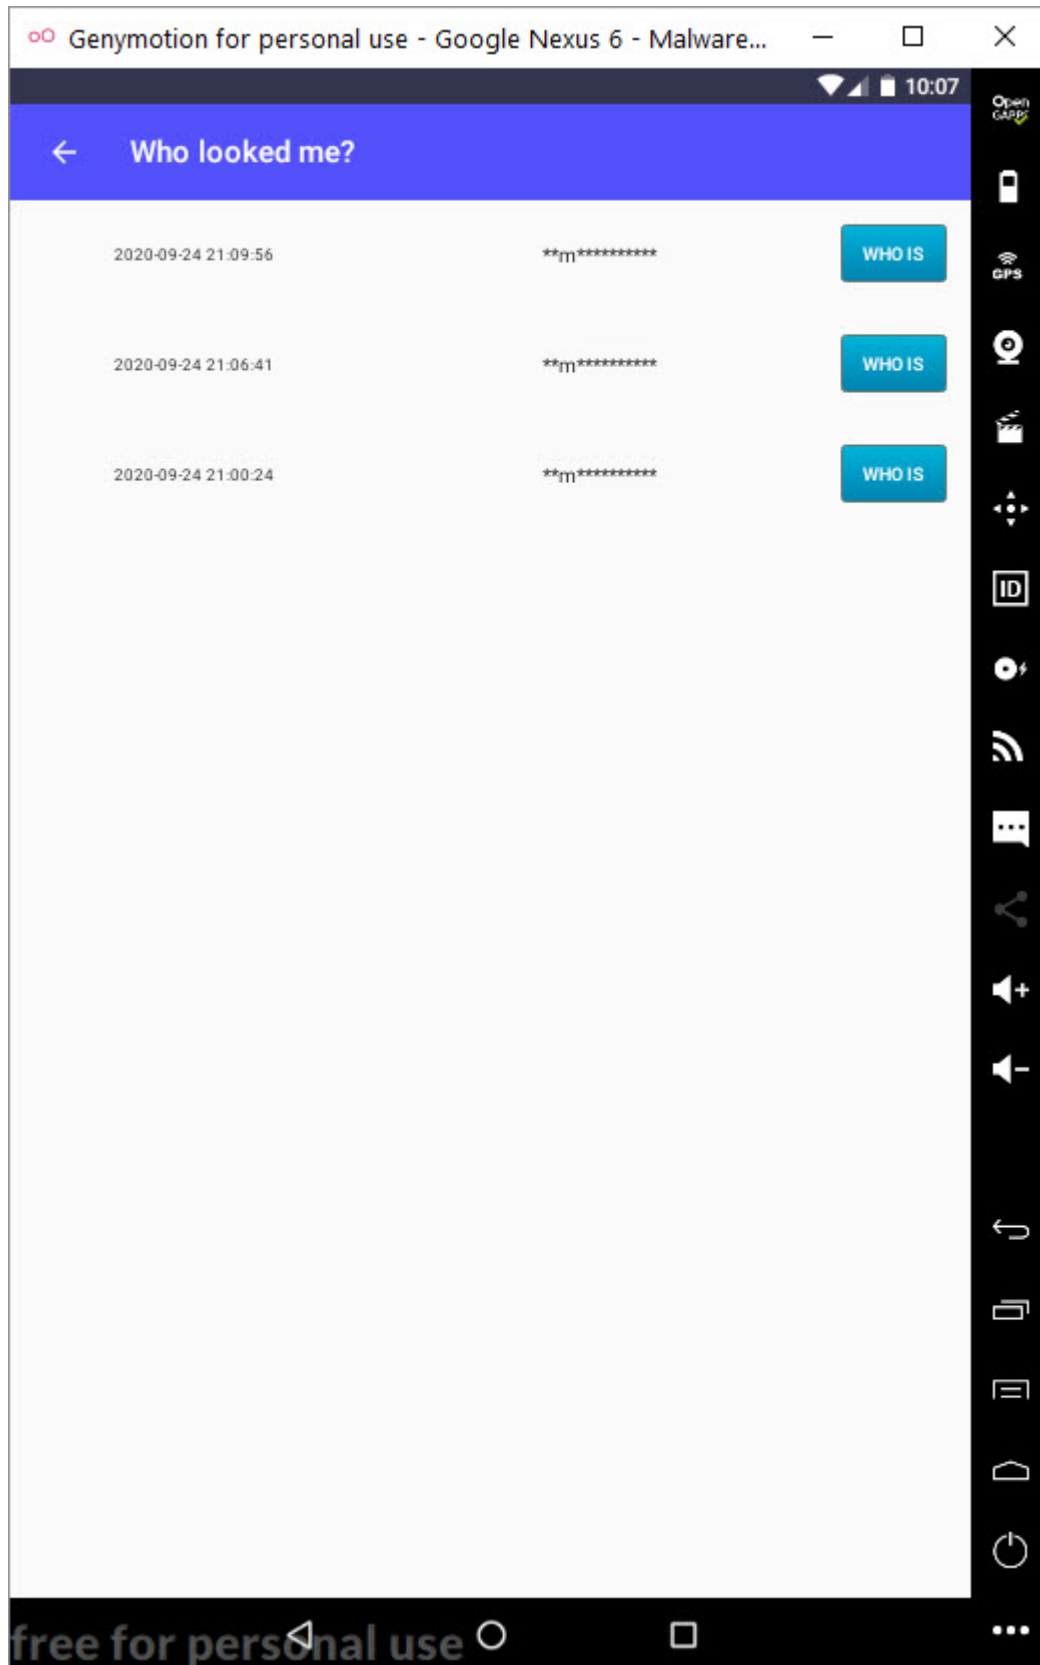 Genymotion for personal use - Google Nexus 6 - Malware...
10:07
Open
GAPPS
Who looked me?
2020-09-24 21:09:56 **m********** WHO IS
GPS
2020-09-24 21:06:41 **m********** WHO IS
2020-09-24 21:00:24 **m********** WHO IS
ID
free for personal use